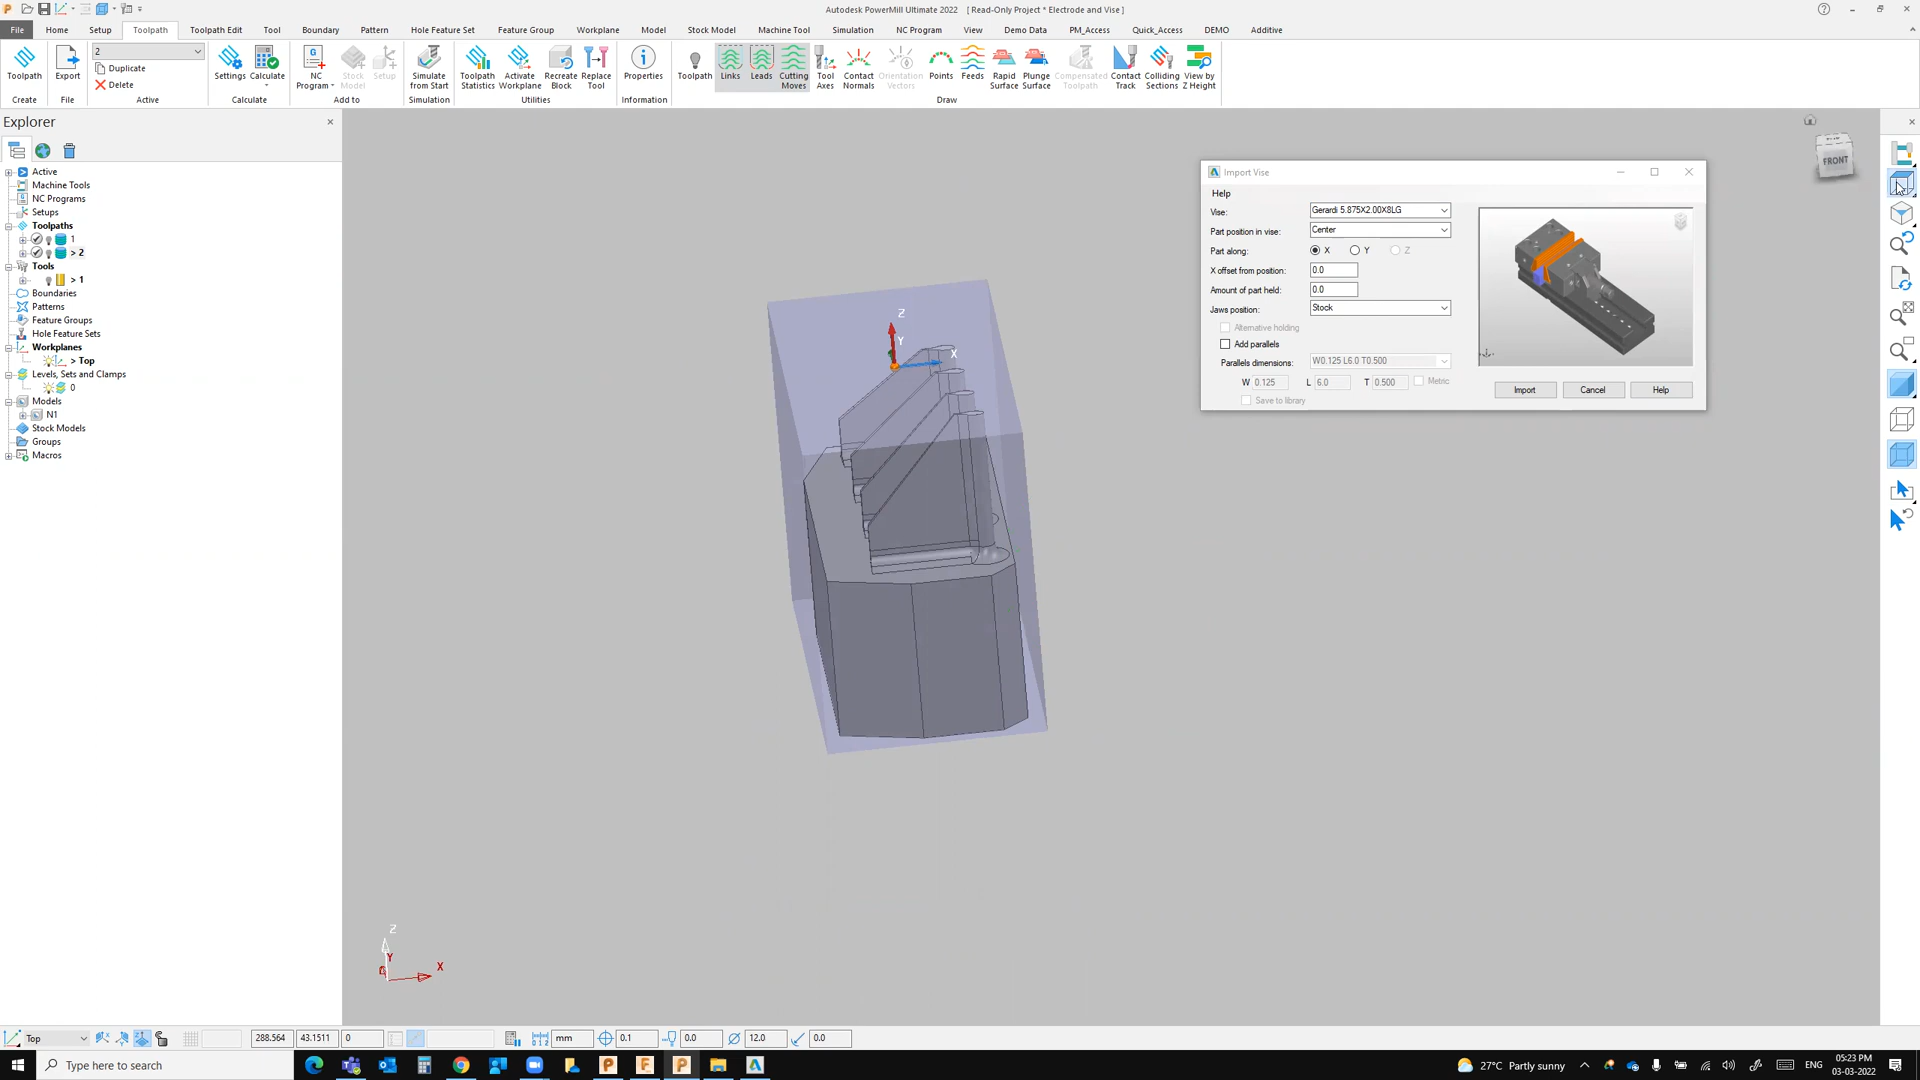 Autodesk PowerMill Ultimate 2022 [ Read-Only Project * Electrode and Vise ]
File Home Setup Toolpath Toolpath Edit Tool Boundary Pattern Hole Feature Set Feature Group Workplane Model Stock Model Machine Tool Simulation NC Program View Demo Data PM_Access Quick_Access DEMO Additive
Toolpath
Create
Export
File
2
Duplicate
Delete
Active
Settings
Calculate
Calculate
NC Program
Stock Model
Setup
Add to
Simulate from Start
Simulation
Toolpath Statistics
Activate Workplane
Recreate Block
Replace Tool
Utilities
Properties
Information
Toolpath
Links
Leads
Cutting Moves
Tool Axes
Contact Normals
Orientation Vectors
Points
Feeds
Rapid Surface
Plunge Surface
Compensated Toolpath
Contact Track
Colliding Sections
View by Z Height
Draw
Explorer
Active
Machine Tools
NC Programs
Setups
Toolpaths
1
> 2
Tools
> 1
Boundaries
Patterns
Feature Groups
Hole Feature Sets
Workplanes
> Top
Levels, Sets and Clamps
0
Models
N1
Stock Models
Groups
Macros
Z
Y
X
Z
Y
X
FRONT
Import Vise
Help
Vise: Gerardi 5.875X2.00X8LG
Part position in vise: Center
Part along: X Y Z
X offset from position: 0.0
Amount of part held: 0.0
Jaws position: Stock
Alternative holding
Add parallels
Parallels dimensions: W0.125 L6.0 T0.500
W 0.125 L 6.0 T 0.500 Metric
Save to library
Import Cancel Help
Top 288.564 43.1511 0 mm 0.1 0.0 12.0 0.0
Type here to search
27°C Partly sunny
ENG
05:23 PM
03-03-2022